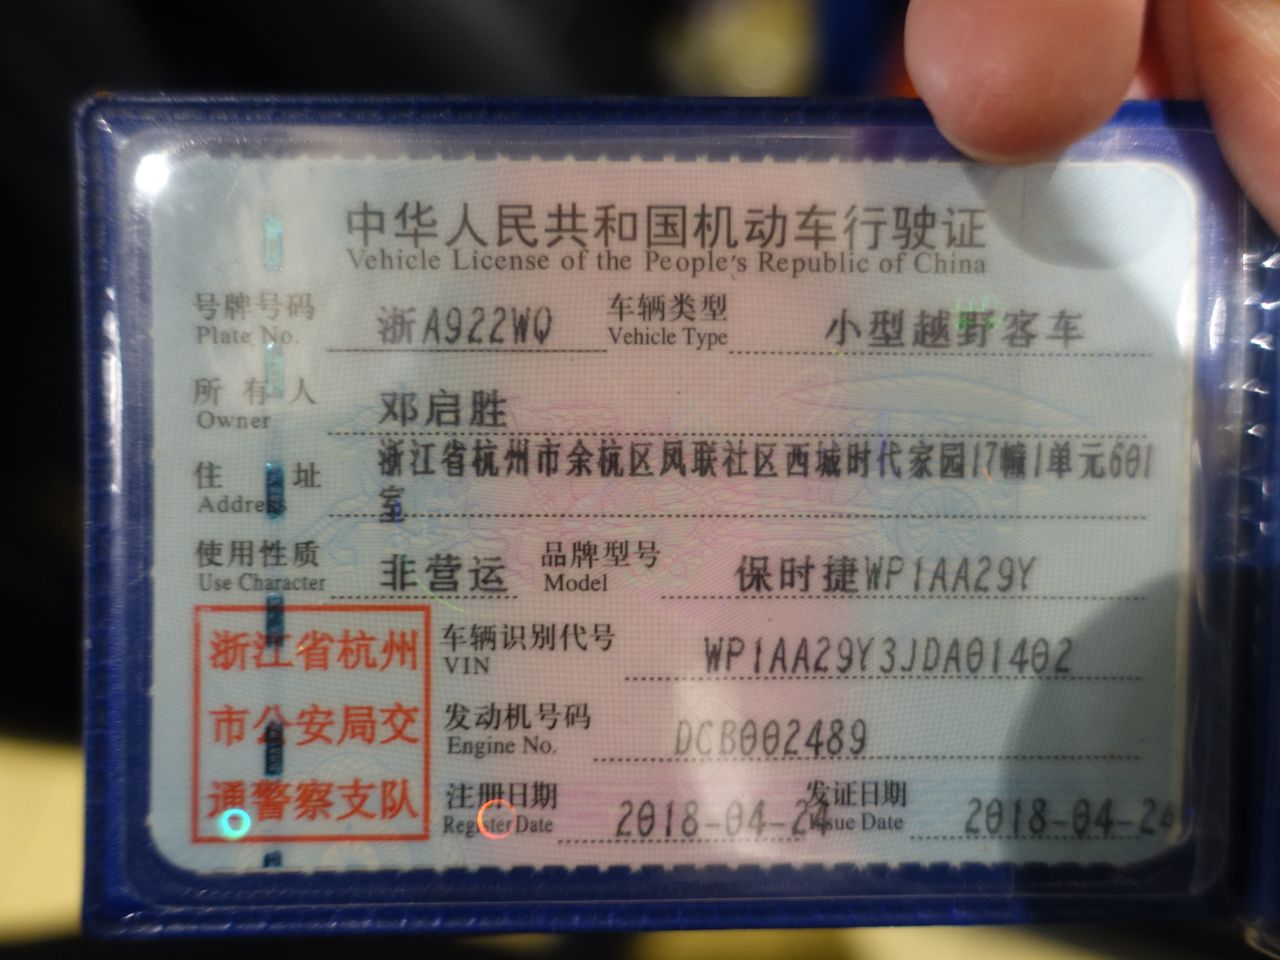 中华人民共和国机动车行驶证
Vehicle License of the People's Republic of China
号牌号码 浙A922WQ 车辆类型 小型越野客车
Plate No. Vehicle Type
所有人 邓启胜
Owner
住址 浙江省杭州市余杭区凤联社区西城时代家园17幢1单元601
Address 室
使用性质 非营运 品牌型号 保时捷WP1AA29Y
Use Character Model
浙江省杭州 车辆识别代号 WP1AA29Y3JDA01402
VIN
市公安局交 发动机号码 DCB002489
Engine No.
通警察支队 注册日期 2018-04-24 发证日期 2018-04-24
Register Date Issue Date